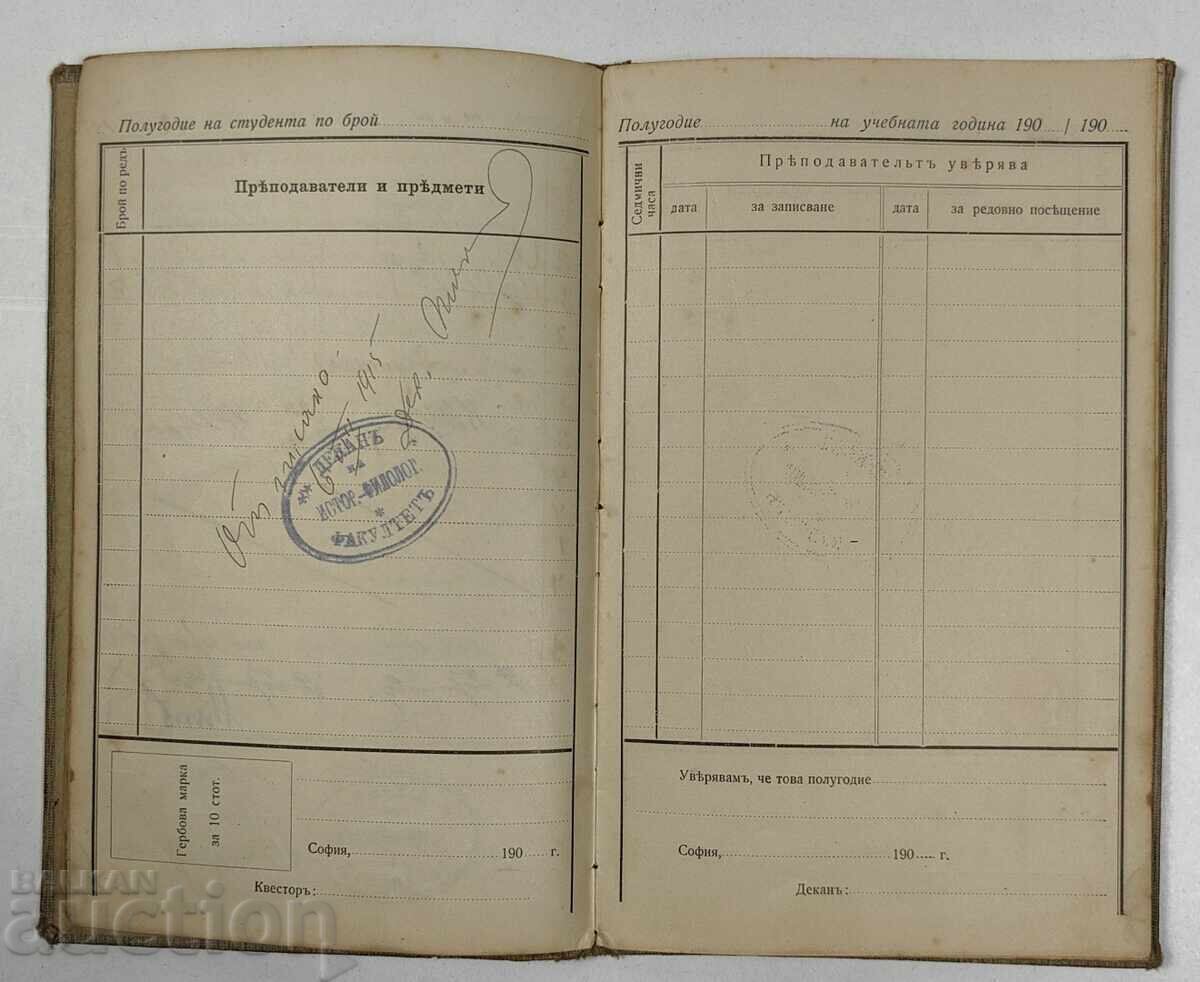 Полугодие на студента по брой
Брой по редъ
Прѣподаватели и прѣдмети
1915
Дек.
ДЕКАНЪ
НА
ИСТОР.-ФИЛОЛОГ.
ФАКУЛТЕТЪ
Гербова марка
за 10 стот.
София, 190 г.
Квесторъ:
Полугодие на учебната година 190 / 190
Седмични
часа
Прѣподавательтъ увѣрява
дата за записване дата за редовно посѣщение
Увѣрявамъ, че това полугодие
София, 190 г.
Деканъ:
BALKAN
auction